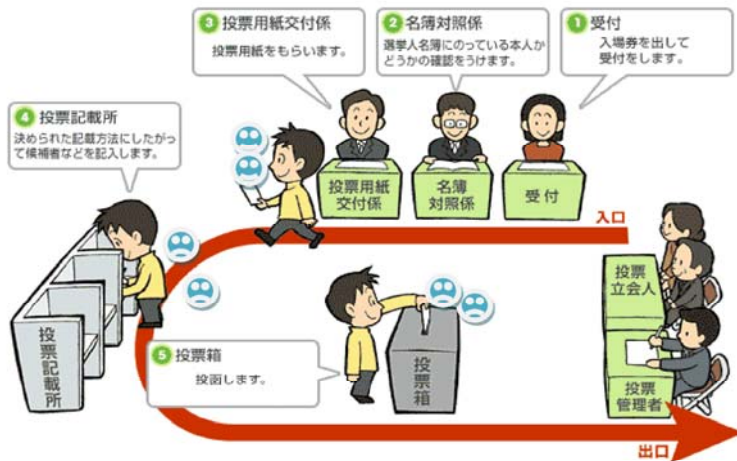 ③ 投票用紙交付係
投票用紙をもらいます。
② 名簿対照係
選挙人名簿にのっている本人か
どうかの確認をうけます。
① 受付
入場券を出して
受付をします。
④ 投票記載所
決められた記載方法にしたがっ
て候補者などを記入します。
投票用紙
交付係
名簿
対照係
受付
入口
投票
立会人
投票記載所
⑤ 投票箱
投函します。
投票箱
投票
管理者
出口